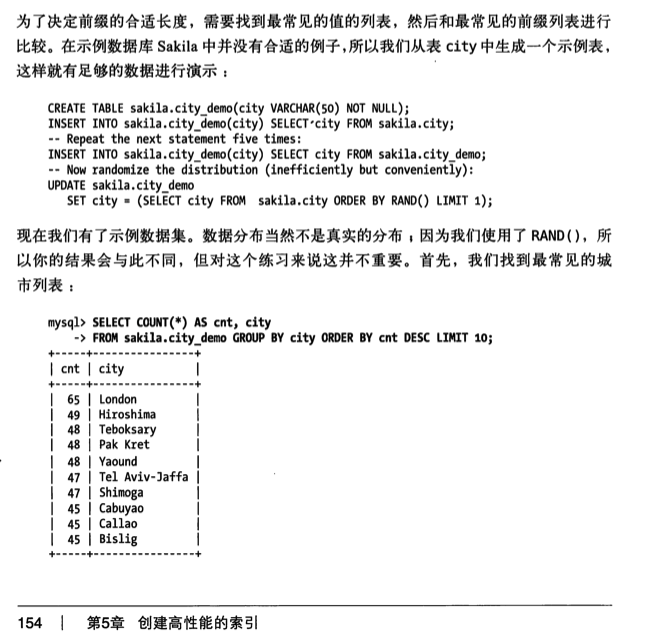 为了决定前缀的合适长度，需要找到最常见的值的列表，然后和最常见的前缀列表进行
比较。在示例数据库 Sakila 中并没有合适的例子，所以我们从表 city 中生成一个示例表，
这样就有足够的数据进行演示：
CREATE TABLE sakila.city_demo(city VARCHAR(50) NOT NULL);
INSERT INTO sakila.city_demo(city) SELECT city FROM sakila.city;
-- Repeat the next statement five times:
INSERT INTO sakila.city_demo(city) SELECT city FROM sakila.city_demo;
-- Now randomize the distribution (inefficiently but conveniently):
UPDATE sakila.city_demo
SET city = (SELECT city FROM  sakila.city ORDER BY RAND() LIMIT 1);
现在我们有了示例数据集。数据分布当然不是真实的分布；因为我们使用了 RAND()，所
以你的结果会与此不同，但对这个练习来说这并不重要。首先，我们找到最常见的城
市列表：
mysql> SELECT COUNT(*) AS cnt, city
-> FROM sakila.city_demo GROUP BY city ORDER BY cnt DESC LIMIT 10;
+-----+----------------+
| cnt | city           |
+-----+----------------+
|  65 | London         |
|  49 | Hiroshima      |
|  48 | Teboksary      |
|  48 | Pak Kret       |
|  48 | Yaound         |
|  47 | Tel Aviv-Jaffa |
|  47 | Shimoga        |
|  45 | Cabuyao        |
|  45 | Callao         |
|  45 | Bislig         |
+-----+----------------+
154 | 第5章 创建高性能的索引